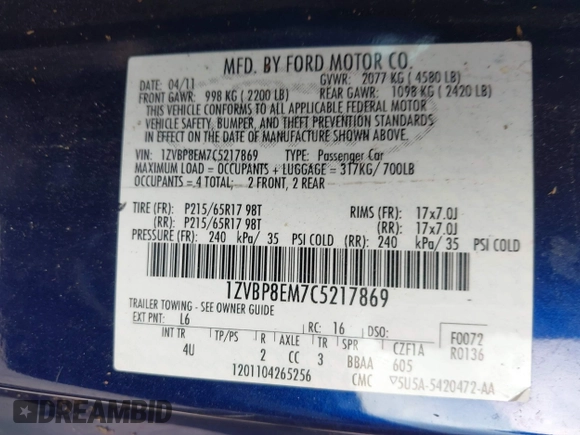 MFD. BY FORD MOTOR CO.
DATE: 04/11 GVWR: 2077 KG ( 4580 LB)
FRONT GAWR: 998 KG ( 2200 LB) REAR GAWR: 1098 KG ( 2420 LB)
THIS VEHICLE CONFORMS TO ALL APPLICABLE FEDERAL MOTOR
VEHICLE SAFETY, BUMPER, AND THEFT PREVENTION STANDARDS
IN EFFECT ON THE DATE OF MANUFACTURE SHOWN ABOVE.
VIN: 1ZVBP8EM7C5217869 TYPE: Passenger Car
MAXIMUM LOAD = OCCUPANTS + LUGGAGE = 317KG/ 700LB
OCCUPANTS = 4 TOTAL; 2 FRONT, 2 REAR
TIRE (FR): P215/65R17 98T RIMS (FR): 17x7.0J
(RR): P215/65R17 98T (RR): 17x7.0J
PRESSURE (FR): 240 kPa/ 35 PSI COLD (RR): 240 kPa/ 35 PSI COLD
1ZVBP8EM7C5217869
TRAILER TOWING - SEE OWNER GUIDE
EXT PNT: L6 RC: 16 DSO: F0072
INT TR TP/PS R AXLE TR SPR CZF1A R0136
4U 2 CC 3 BBAA 605
1201104265256 CMC 5U5A-5420472-AA
DREAMBID